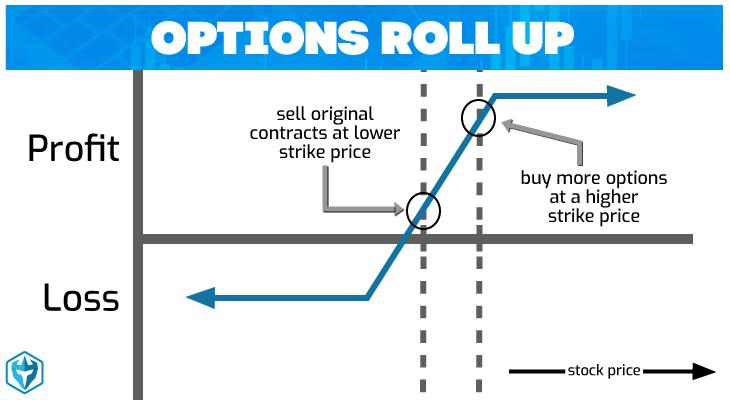 OPTIONS ROLL UP
sell original
contracts at lower
strike price
Profit
buy more options
at a higher
strike price
Loss
stock price